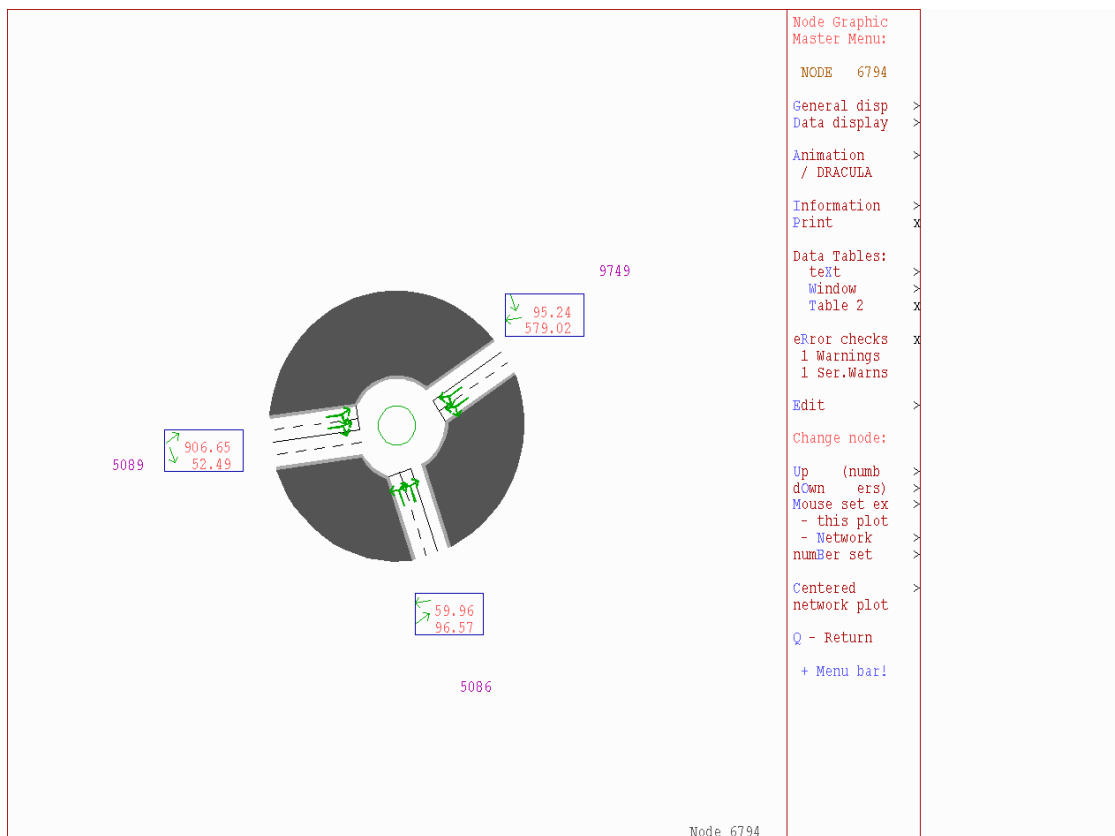 9749
95.24
579.02
906.65
52.49
5089
59.96
96.57
5086
Node 6794
Node Graphic
Master Menu:
NODE 6794
General disp >
Data display >
Animation >
/ DRACULA
Information >
Print x
Data Tables:
teXt >
Window >
Table 2 x
eRror checks x
1 Warnings
1 Ser.Warns
Edit >
Change node:
Up (numb >
dOwn ers) >
Mouse set ex >
- this plot
- Network >
numBer set >
Centered >
network plot
Q - Return
+ Menu bar!